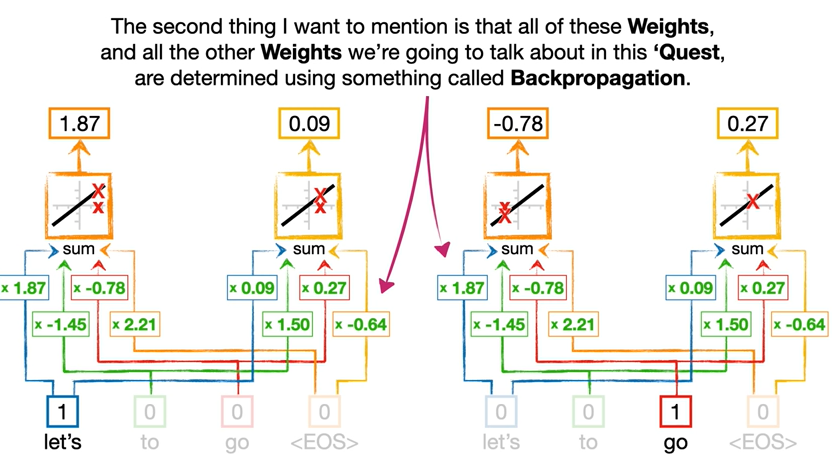 The second thing I want to mention is that all of these Weights,
and all the other Weights we’re going to talk about in this ‘Quest,
are determined using something called Backpropagation.
1.87 0.09 -0.78 0.27
sum sum sum sum
x 1.87 x -0.78 x 0.09 x 0.27 x 1.87 x -0.78 x 0.09 x 0.27
x -1.45 x 2.21 x 1.50 x -0.64 x -1.45 x 2.21 x 1.50 x -0.64
1 0 0 0 0 0 1 0
let’s to go <EOS> let’s to go <EOS>